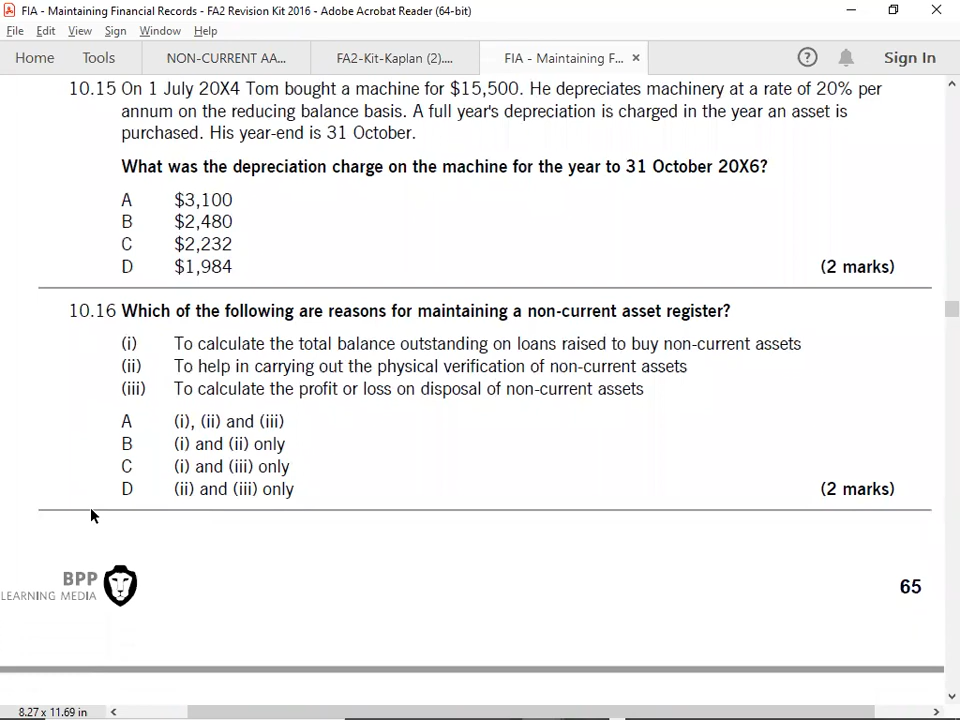 FIA - Maintaining Financial Records - FA2 Revision Kit 2016 - Adobe Acrobat Reader (64-bit)
File Edit View Sign Window Help
Home Tools NON-CURRENT AA... FA2-Kit-Kaplan (2).... FIA - Maintaining F... × ? Sign In
10.15 On 1 July 20X4 Tom bought a machine for $15,500. He depreciates machinery at a rate of 20% per
annum on the reducing balance basis. A full year's depreciation is charged in the year an asset is
purchased. His year-end is 31 October.
What was the depreciation charge on the machine for the year to 31 October 20X6?
A $3,100
B $2,480
C $2,232
D $1,984 (2 marks)
10.16 Which of the following are reasons for maintaining a non-current asset register?
(i) To calculate the total balance outstanding on loans raised to buy non-current assets
(ii) To help in carrying out the physical verification of non-current assets
(iii) To calculate the profit or loss on disposal of non-current assets
A (i), (ii) and (iii)
B (i) and (ii) only
C (i) and (iii) only
D (ii) and (iii) only (2 marks)
BPP
LEARNING MEDIA
65
8.27 x 11.69 in